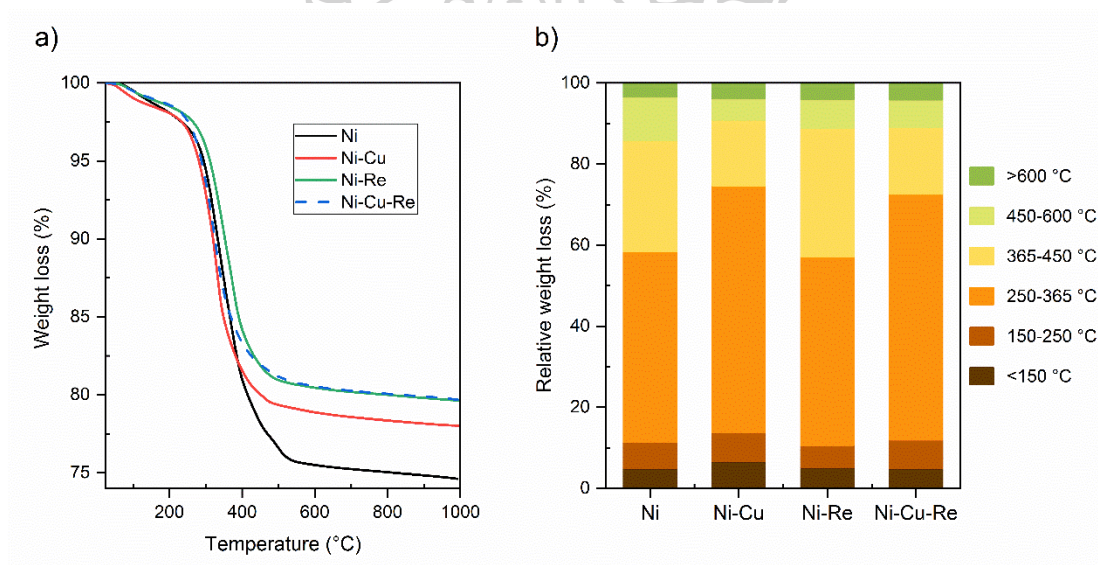 a)
Weight loss (%)
100
95
90
85
80
75
200
400
600
800
1000
Temperature (°C)
Ni
Ni-Cu
Ni-Re
Ni-Cu-Re
b)
Relative weight loss (%)
100
80
60
40
20
0
Ni
Ni-Cu
Ni-Re
Ni-Cu-Re
>600 °C
450-600 °C
365-450 °C
250-365 °C
150-250 °C
<150 °C